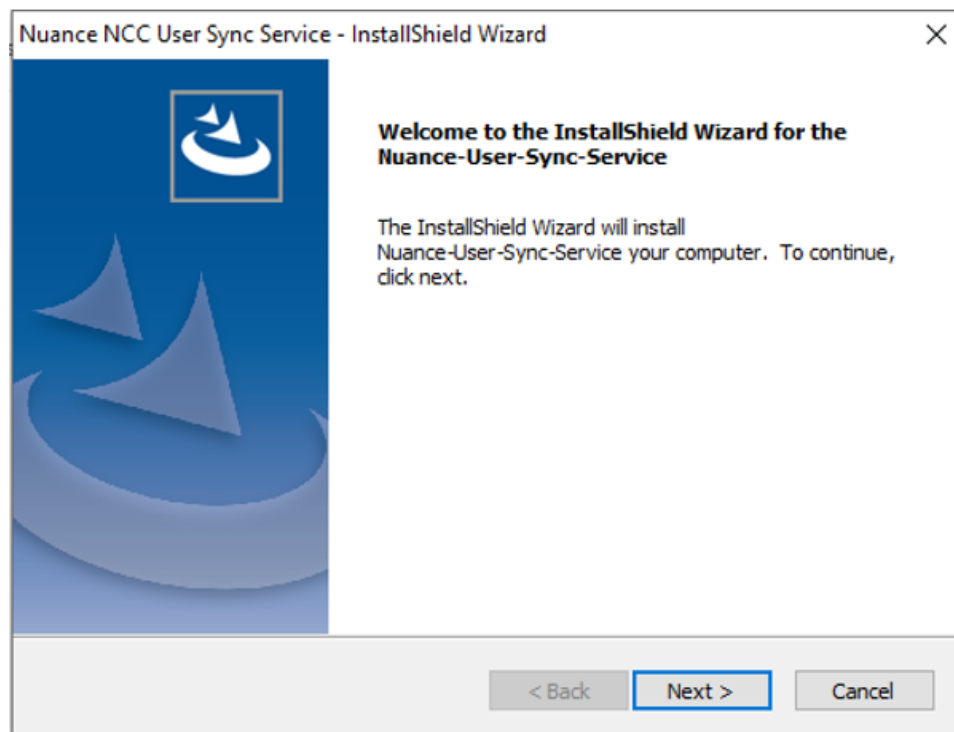 Nuance NCC User Sync Service - InstallShield Wizard
Welcome to the InstallShield Wizard for the
Nuance-User-Sync-Service
The InstallShield Wizard will install
Nuance-User-Sync-Service your computer.  To continue,
click next.
< Back
Next >
Cancel